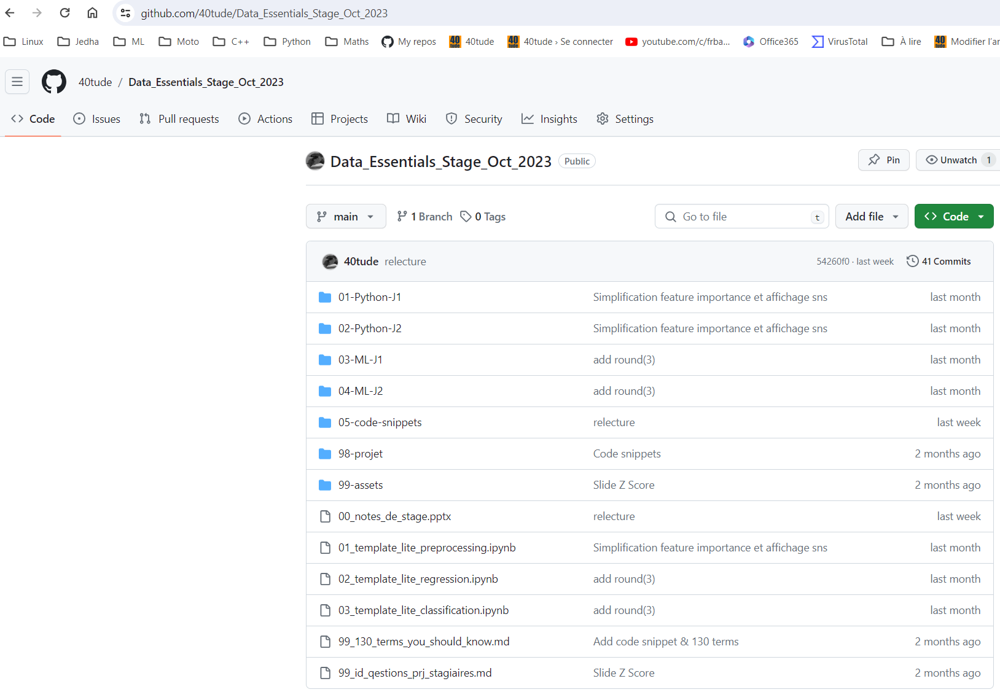 github.com/40tude/Data_Essentials_Stage_Oct_2023
Linux Jedha ML Moto C++ Python Maths My repos 40tude 40tude › Se connecter youtube.com/c/frba... Office365 VirusTotal À lire Modifier l'ar
40tude / Data_Essentials_Stage_Oct_2023
Code Issues Pull requests Actions Projects Wiki Security Insights Settings
Data_Essentials_Stage_Oct_2023 Public Pin Unwatch 1
main 1 Branch 0 Tags Go to file t Add file Code
40tude relecture 54260f0 · last week 41 Commits
01-Python-J1 Simplification feature importance et affichage sns last month
02-Python-J2 Simplification feature importance et affichage sns last month
03-ML-J1 add round(3) last month
04-ML-J2 add round(3) last month
05-code-snippets relecture last week
98-projet Code snippets 2 months ago
99-assets Slide Z Score 2 months ago
00_notes_de_stage.pptx relecture last week
01_template_lite_preprocessing.ipynb Simplification feature importance et affichage sns last month
02_template_lite_regression.ipynb add round(3) last month
03_template_lite_classification.ipynb add round(3) last month
99_130_terms_you_should_know.md Add code snippet & 130 terms 2 months ago
99_id_qestions_prj_stagiaires.md Slide Z Score 2 months ago